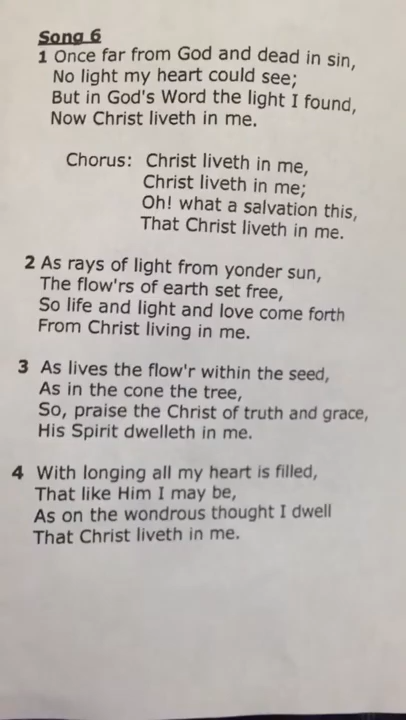 Song 6
1 Once far from God and dead in sin,
No light my heart could see;
But in God's Word the light I found,
Now Christ liveth in me.
Chorus: Christ liveth in me,
Christ liveth in me;
Oh! what a salvation this,
That Christ liveth in me.
2 As rays of light from yonder sun,
The flow'rs of earth set free,
So life and light and love come forth
From Christ living in me.
3 As lives the flow'r within the seed,
As in the cone the tree,
So, praise the Christ of truth and grace,
His Spirit dwelleth in me.
4 With longing all my heart is filled,
That like Him I may be,
As on the wondrous thought I dwell
That Christ liveth in me.